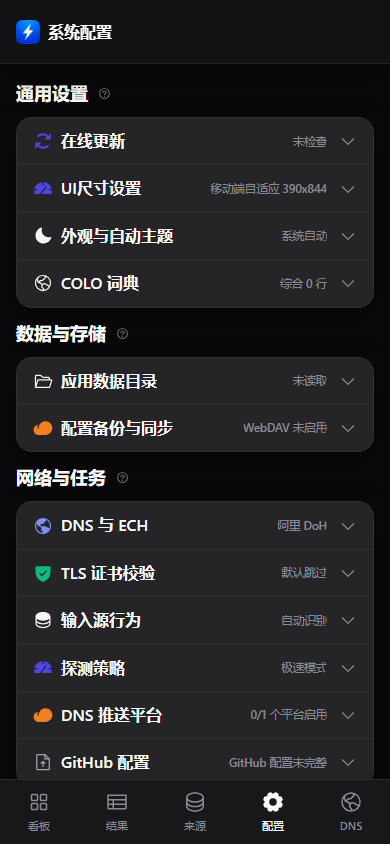 系统配置
通用设置
在线更新 未检查
UI尺寸设置 移动端自适应 390x844
外观与自动主题 系统自动
COLO 词典 综合 0 行
数据与存储
应用数据目录 未读取
配置备份与同步 WebDAV 未启用
网络与任务
DNS 与 ECH 阿里 DoH
TLS 证书校验 默认跳过
输入源行为 自动识别
探测策略 极速模式
DNS 推送平台 0/1 个平台启用
GitHub 配置 GitHub 配置未完整
看板 结果 来源 配置 DNS